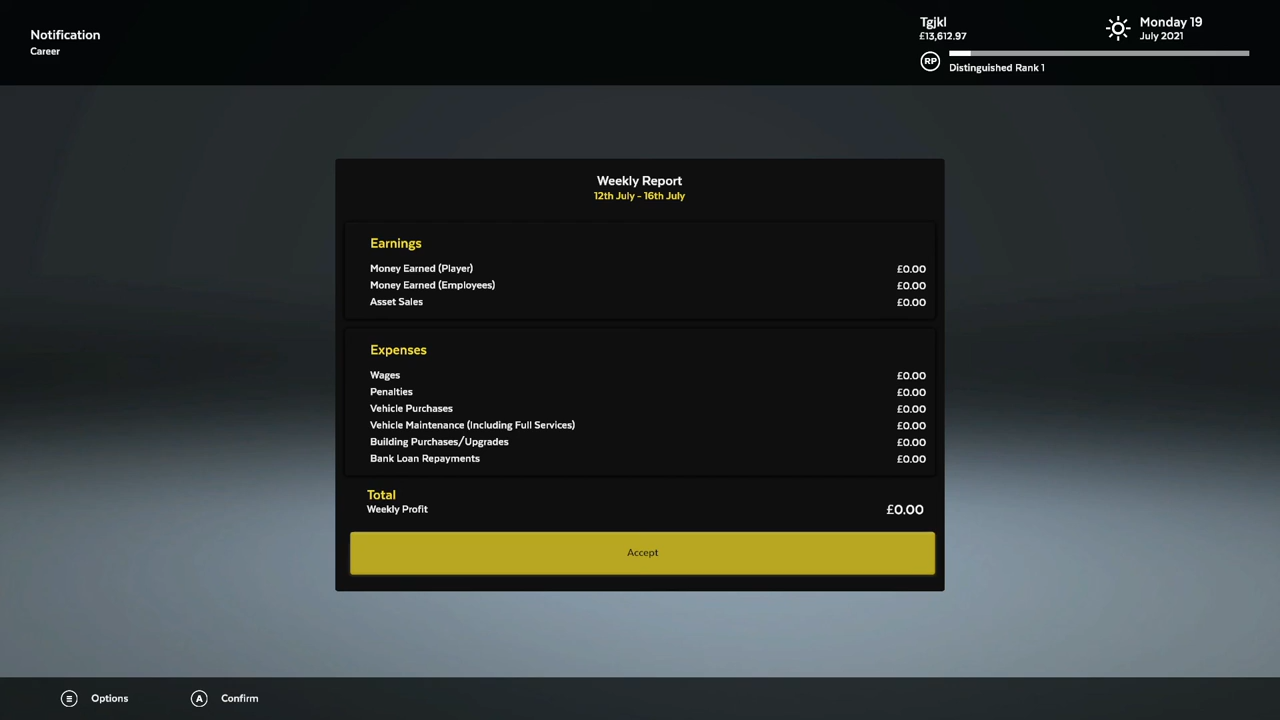 Notification
Career
Tgjkl
£13,612.97
Monday 19
July 2021
RP
Distinguished Rank 1
Weekly Report
12th July - 16th July
Earnings
Money Earned (Player) £0.00
Money Earned (Employees) £0.00
Asset Sales £0.00
Expenses
Wages £0.00
Penalties £0.00
Vehicle Purchases £0.00
Vehicle Maintenance (Including Full Services) £0.00
Building Purchases/Upgrades £0.00
Bank Loan Repayments £0.00
Total
Weekly Profit £0.00
Accept
Options A Confirm